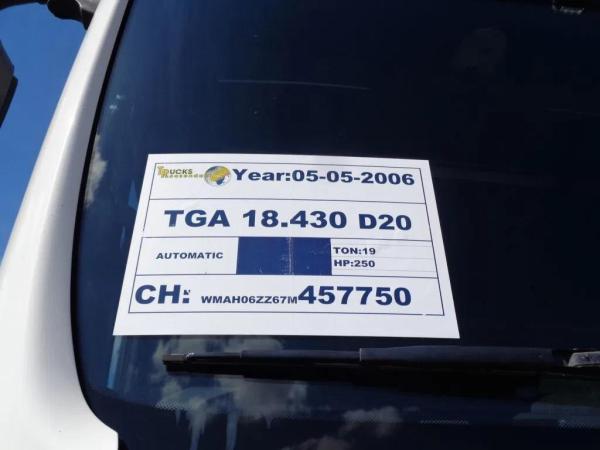 TRUCKS
Year:05-05-2006
TGA 18.430 D20
AUTOMATIC
TON:19
HP:250
CH: WMAH06ZZ67M457750